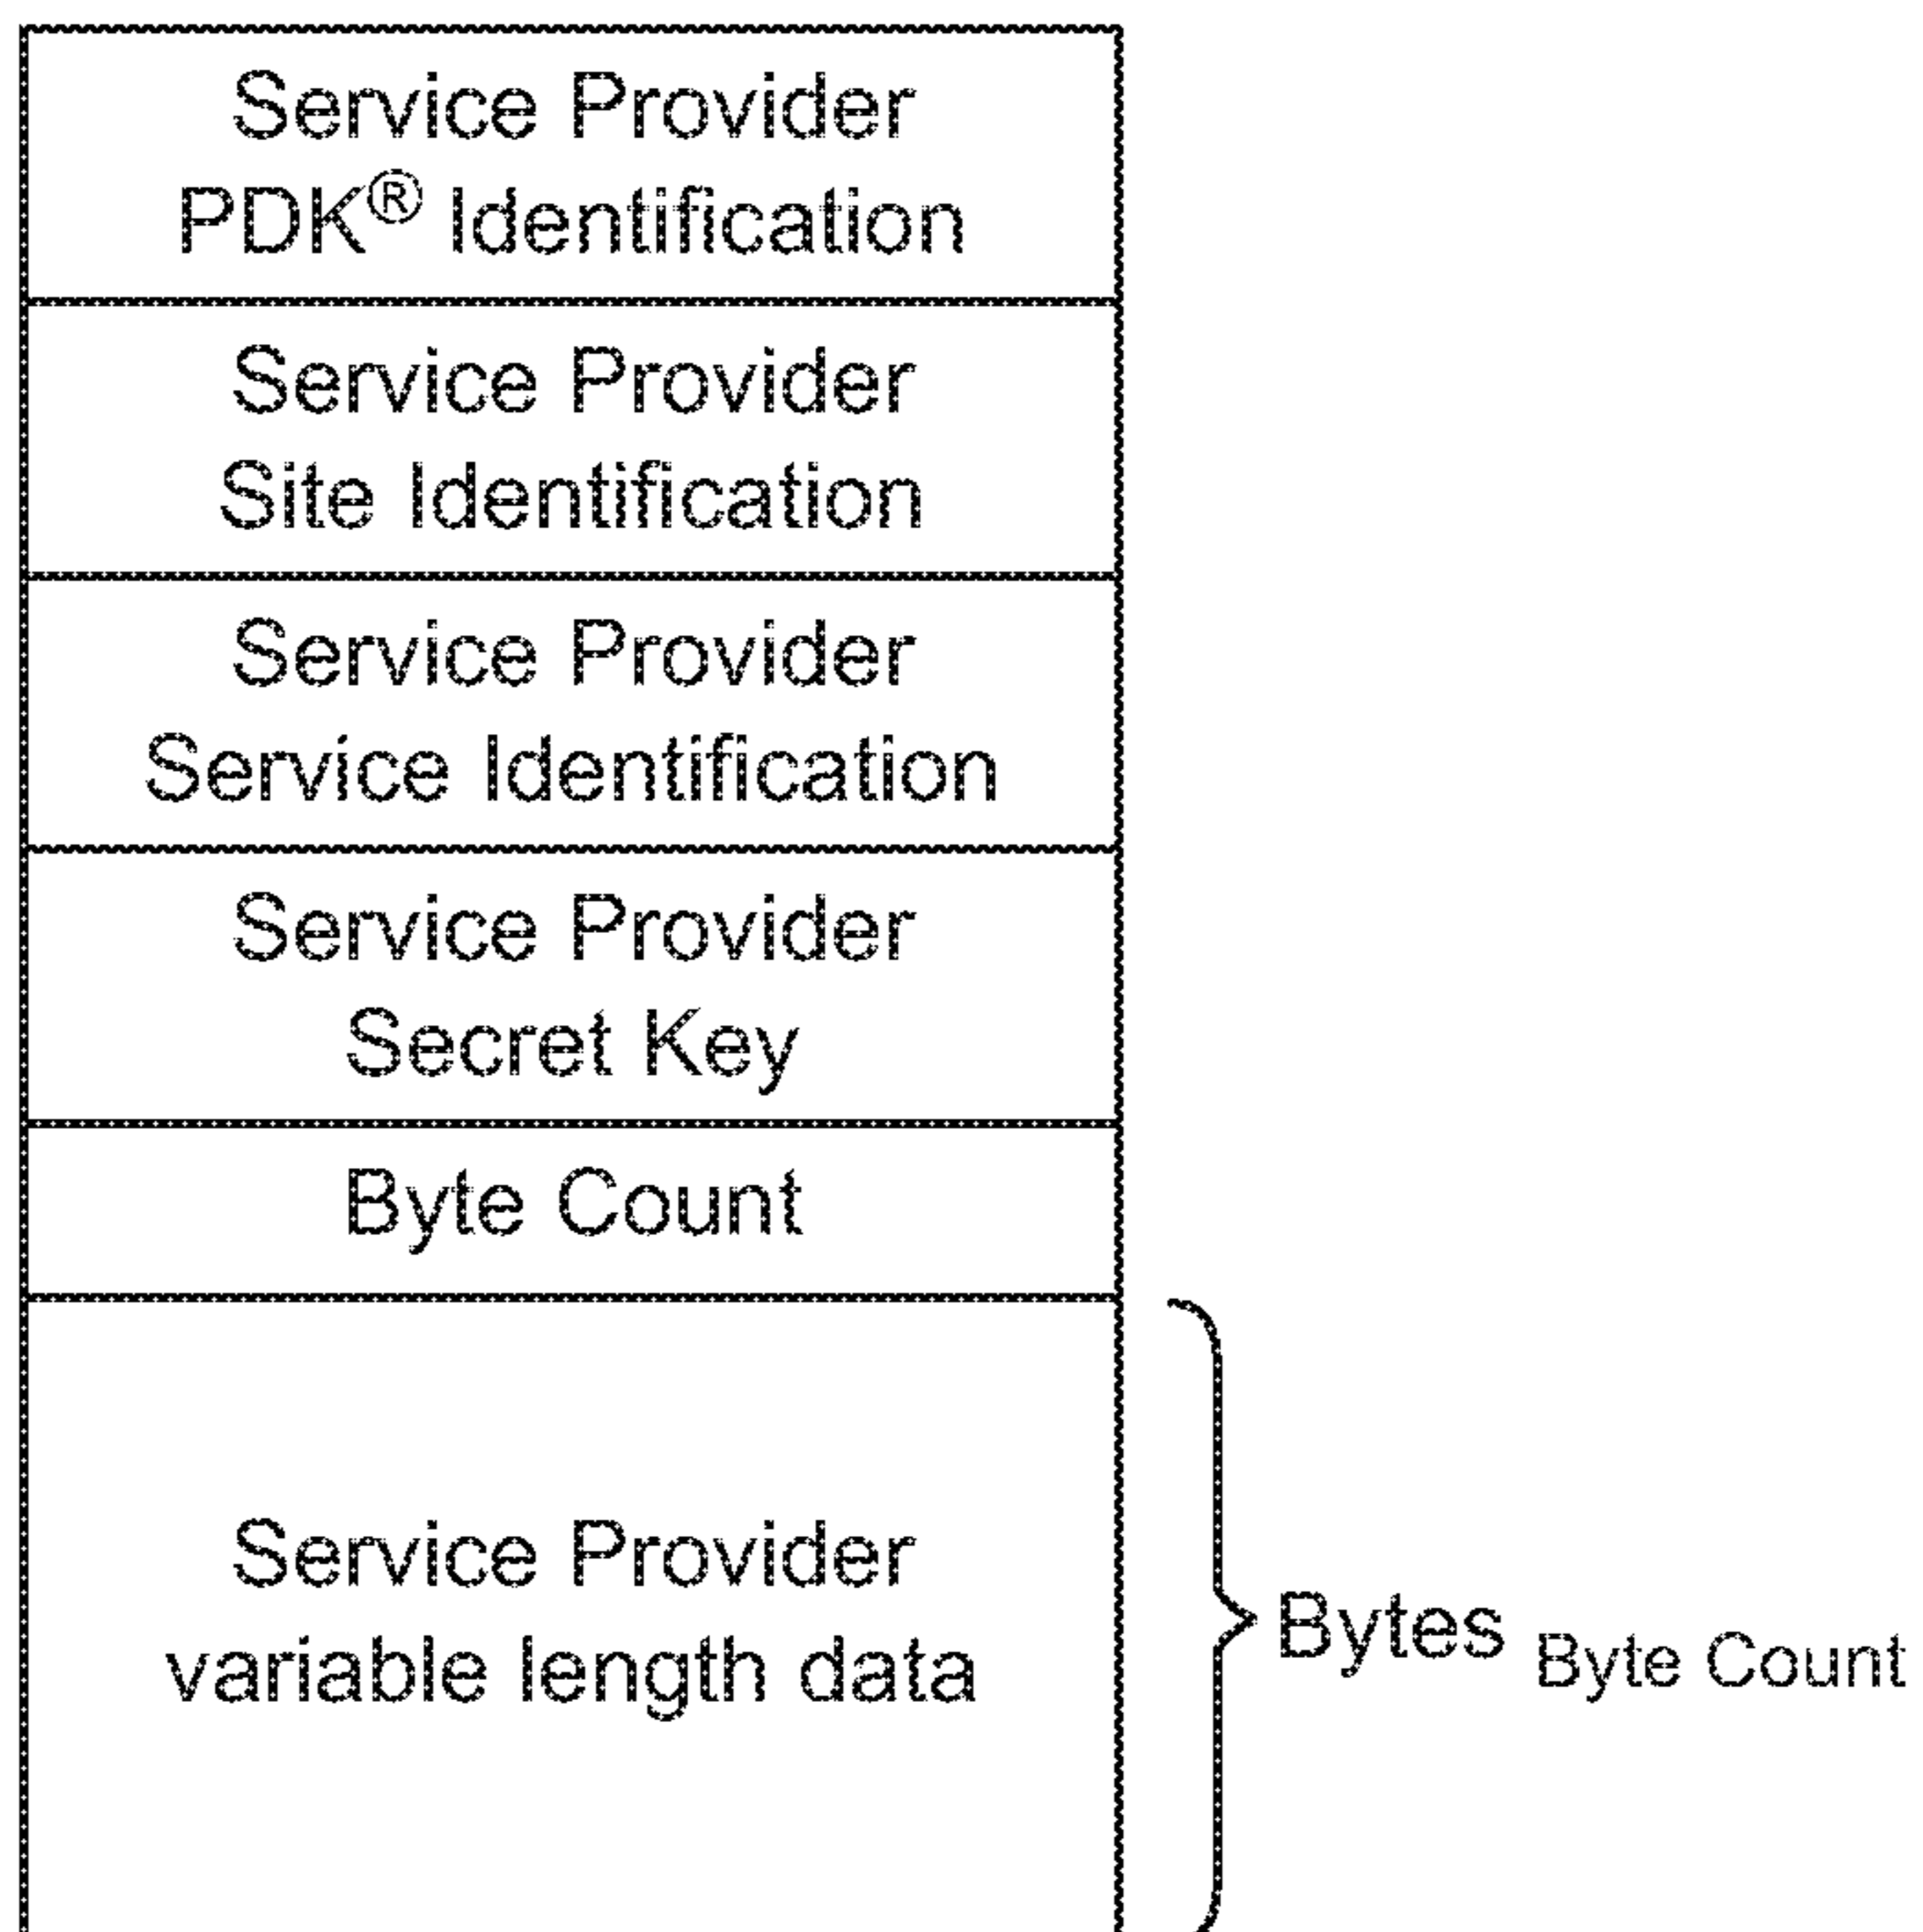 Service Provider
PDK® Identification
Service Provider
Site Identification
Service Provider
Service Identification
Service Provider
Secret Key
Byte Count
Service Provider
variable length data
Bytes Byte Count